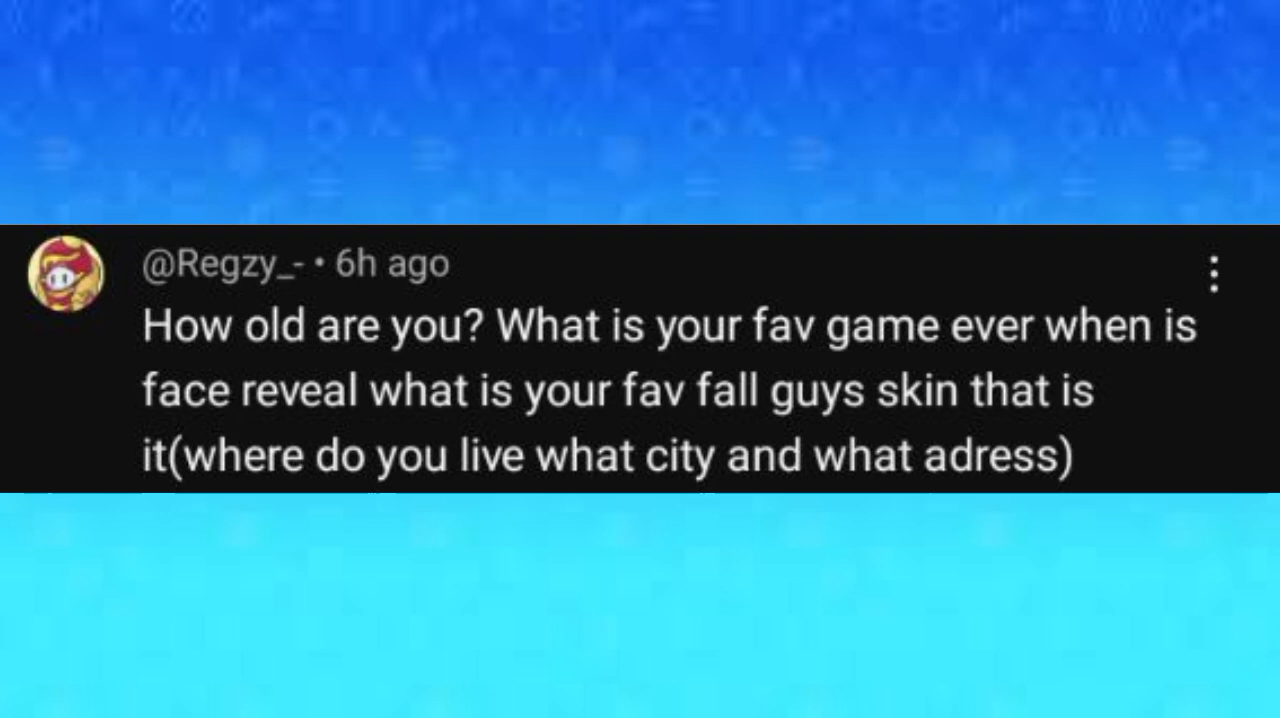 @Regzy_- • 6h ago
How old are you? What is your fav game ever when is
face reveal what is your fav fall guys skin that is
it(where do you live what city and what adress)